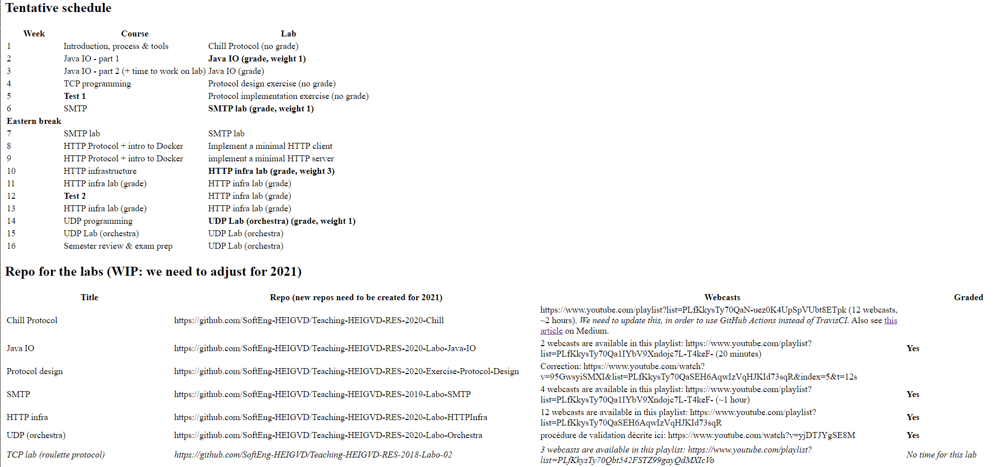 Tentative schedule
Week Course Lab
1 Introduction, process & tools Chill Protocol (no grade)
2 Java IO - part 1 Java IO (grade, weight 1)
3 Java IO - part 2 (+ time to work on lab) Java IO (grade)
4 TCP programming Protocol design exercise (no grade)
5 Test 1 Protocol implementation exercise (no grade)
6 SMTP SMTP lab (grade, weight 1)
Eastern break
7 SMTP lab SMTP lab
8 HTTP Protocol + intro to Docker Implement a minimal HTTP client
9 HTTP Protocol + intro to Docker implement a minimal HTTP server
10 HTTP infrastructure HTTP infra lab (grade, weight 3)
11 HTTP infra lab (grade) HTTP infra lab (grade)
12 Test 2 HTTP infra lab (grade)
13 HTTP infra lab (grade) HTTP infra lab (grade)
14 UDP programming UDP Lab (orchestra) (grade, weight 1)
15 UDP Lab (orchestra) UDP Lab (orchestra)
16 Semester review & exam prep UDP Lab (orchestra)
Repo for the labs (WIP: we need to adjust for 2021)
Title Repo (new repos need to be created for 2021) Webcasts Graded
https://www.youtube.com/playlist?list=PLfKkysTy70QaN-uez0K4UpSpVUbt8ETpk (12 webcasts,
Chill Protocol https://github.com/SoftEng-HEIGVD/Teaching-HEIGVD-RES-2020-Chill ~2 hours). We need to update this, in order to use GitHub Actions instead of TravisCI. Also see this
article on Medium.
Java IO https://github.com/SoftEng-HEIGVD/Teaching-HEIGVD-RES-2020-Labo-Java-IO 2 webcasts are available in this playlist: https://www.youtube.com/playlist?
list=PLfKkysTy70Qa1IYbV9Xndojc7L-T4keF- (20 minutes) Yes
Protocol design https://github.com/SoftEng-HEIGVD/Teaching-HEIGVD-RES-2020-Exercise-Protocol-Design Correction: https://www.youtube.com/watch?
v=95GwsyiSMXI&list=PLfKkysTy70QaSEH6AqwIzVqHJKId73sqR&index=5&t=12s
SMTP https://github.com/SoftEng-HEIGVD/Teaching-HEIGVD-RES-2019-Labo-SMTP 4 webcasts are available in this playlist: https://www.youtube.com/playlist?
list=PLfKkysTy70Qa1IYbV9Xndojc7L-T4keF- (~1 hour) Yes
HTTP infra https://github.com/SoftEng-HEIGVD/Teaching-HEIGVD-RES-2020-Labo-HTTPInfra 12 webcasts are available in this playlist: https://www.youtube.com/playlist?
list=PLfKkysTy70QaSEH6AqwIzVqHJKId73sqR Yes
UDP (orchestra) https://github.com/SoftEng-HEIGVD/Teaching-HEIGVD-RES-2020-Labo-Orchestra procédure de validation décrite ici: https://www.youtube.com/watch?v=yjDTJYgSE8M Yes
TCP lab (roulette protocol) https://github.com/SoftEng-HEIGVD/Teaching-HEIGVD-RES-2018-Labo-02 3 webcasts are available in this playlist: https://www.youtube.com/playlist?
list=PLfKkysTy70Qbt542FSTZ99gayQdMXIcVo No time for this lab